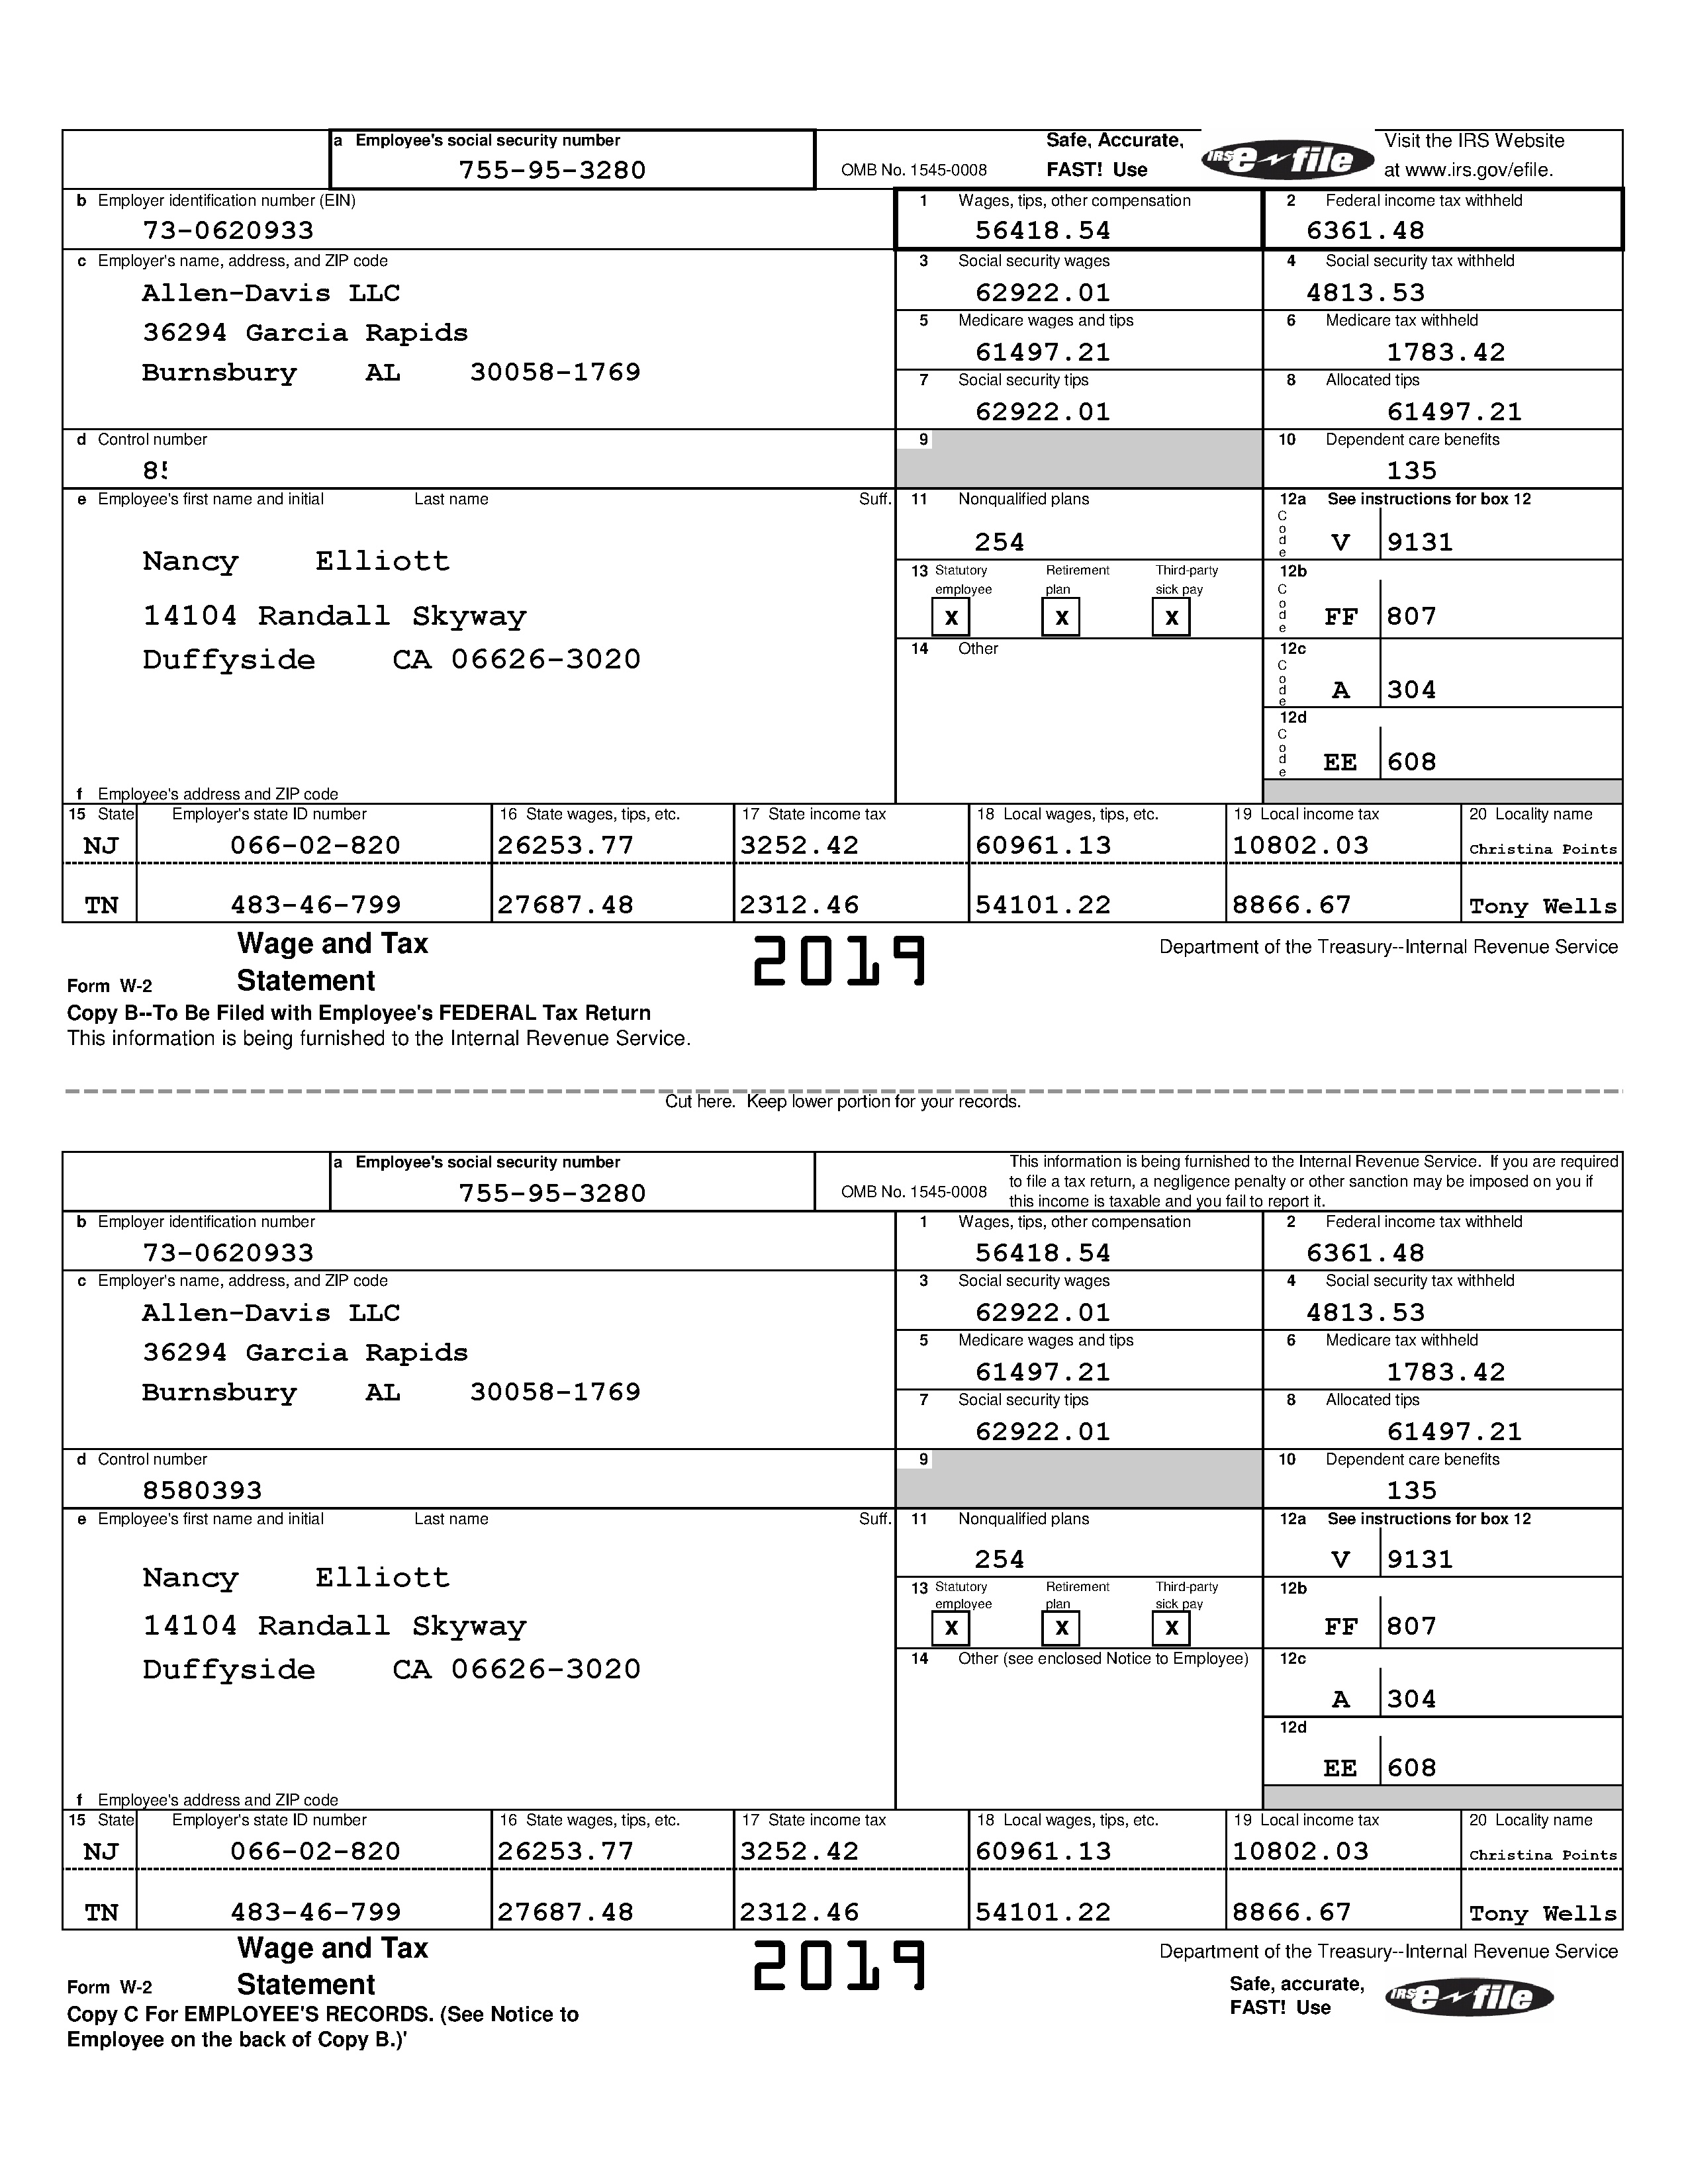 a Employee's social security number
755-95-3280
OMB No. 1545-0008
Safe, Accurate,
FAST! Use
IRS e-file
Visit the IRS Website
at www.irs.gov/efile.
b Employer identification number (EIN)
73-0620933
1 Wages, tips, other compensation
56418.54
2 Federal income tax withheld
6361.48
c Employer's name, address, and ZIP code
Allen-Davis LLC
36294 Garcia Rapids
Burnsbury AL 30058-1769
3 Social security wages
62922.01
4 Social security tax withheld
4813.53
5 Medicare wages and tips
61497.21
6 Medicare tax withheld
1783.42
7 Social security tips
62922.01
8 Allocated tips
61497.21
d Control number
8
9
10 Dependent care benefits
135
e Employee's first name and initial Last name Suff.
Nancy Elliott
14104 Randall Skyway
Duffyside CA 06626-3020
f Employee's address and ZIP code
11 Nonqualified plans
254
12a See instructions for box 12
Code V 9131
13 Statutory employee Retirement plan Third-party sick pay
X X X
12b
Code FF 807
14 Other
12c
Code A 304
12d
Code EE 608
15 State Employer's state ID number 16 State wages, tips, etc. 17 State income tax 18 Local wages, tips, etc. 19 Local income tax 20 Locality name
NJ 066-02-820 26253.77 3252.42 60961.13 10802.03 Christina Points
TN 483-46-799 27687.48 2312.46 54101.22 8866.67 Tony Wells
Form W-2 Wage and Tax
Statement
2019
Department of the Treasury--Internal Revenue Service
Copy B--To Be Filed with Employee's FEDERAL Tax Return
This information is being furnished to the Internal Revenue Service.
Cut here. Keep lower portion for your records.
a Employee's social security number
755-95-3280
OMB No. 1545-0008
This information is being furnished to the Internal Revenue Service. If you are required
to file a tax return, a negligence penalty or other sanction may be imposed on you if
this income is taxable and you fail to report it.
b Employer identification number
73-0620933
1 Wages, tips, other compensation
56418.54
2 Federal income tax withheld
6361.48
c Employer's name, address, and ZIP code
Allen-Davis LLC
36294 Garcia Rapids
Burnsbury AL 30058-1769
3 Social security wages
62922.01
4 Social security tax withheld
4813.53
5 Medicare wages and tips
61497.21
6 Medicare tax withheld
1783.42
7 Social security tips
62922.01
8 Allocated tips
61497.21
d Control number
8580393
9
10 Dependent care benefits
135
e Employee's first name and initial Last name Suff.
Nancy Elliott
14104 Randall Skyway
Duffyside CA 06626-3020
f Employee's address and ZIP code
11 Nonqualified plans
254
12a See instructions for box 12
V 9131
13 Statutory employee Retirement plan Third-party sick pay
X X X
12b
FF 807
14 Other (see enclosed Notice to Employee)
12c
A 304
12d
EE 608
15 State Employer's state ID number 16 State wages, tips, etc. 17 State income tax 18 Local wages, tips, etc. 19 Local income tax 20 Locality name
NJ 066-02-820 26253.77 3252.42 60961.13 10802.03 Christina Points
TN 483-46-799 27687.48 2312.46 54101.22 8866.67 Tony Wells
Form W-2 Wage and Tax
Statement
2019
Department of the Treasury--Internal Revenue Service
Safe, accurate,
FAST! Use
IRS e-file
Copy C For EMPLOYEE'S RECORDS. (See Notice to
Employee on the back of Copy B.)'